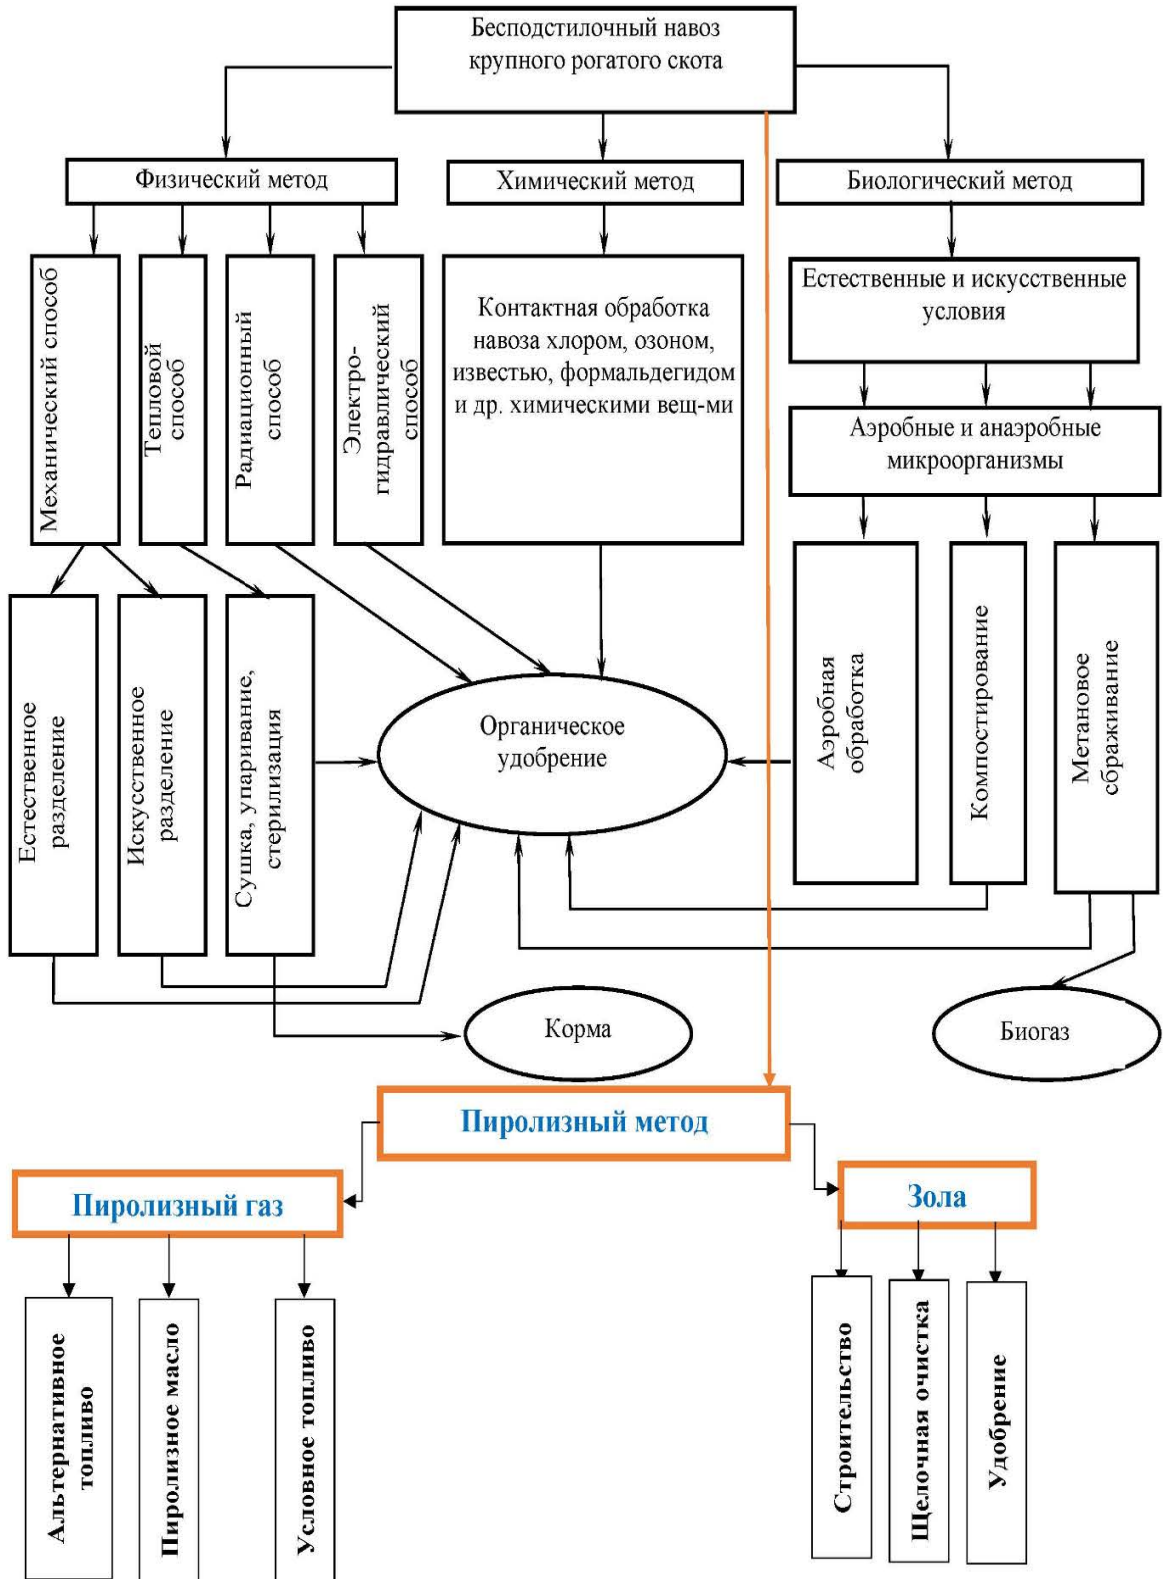 Бесподстилочный навоз
крупного рогатого скота
Физический метод
Химический метод
Биологический метод
Механический способ
Тепловой
способ
Радиационный
способ
Электро-
гидравлический
способ
Контактная обработка
навоза хлором, озоном,
известью, формальдегидом
и др. химическими вещ-ми
Естественные и искусственные
условия
Аэробные и анаэробные
микроорганизмы
Естественное
разделение
Искусственное
разделение
Сушка, упаривание,
стерилизация
Органическое
удобрение
Аэробная
обработка
Компостирование
Метановое
сбраживание
Корма
Биогаз
Пиролизный метод
Пиролизный газ
Зола
Альтернативное
топливо
Пиролизное масло
Условное топливо
Строительство
Щелочная очистка
Удобрение